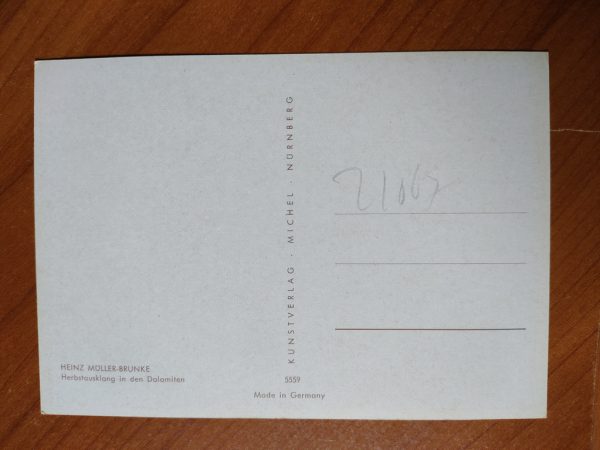 HEINZ MÜLLER-BRUNKE
Herbstausklang in den Dolomiten
KUNSTVERLAG · MICHEL · NÜRNBERG
5559
Made in Germany